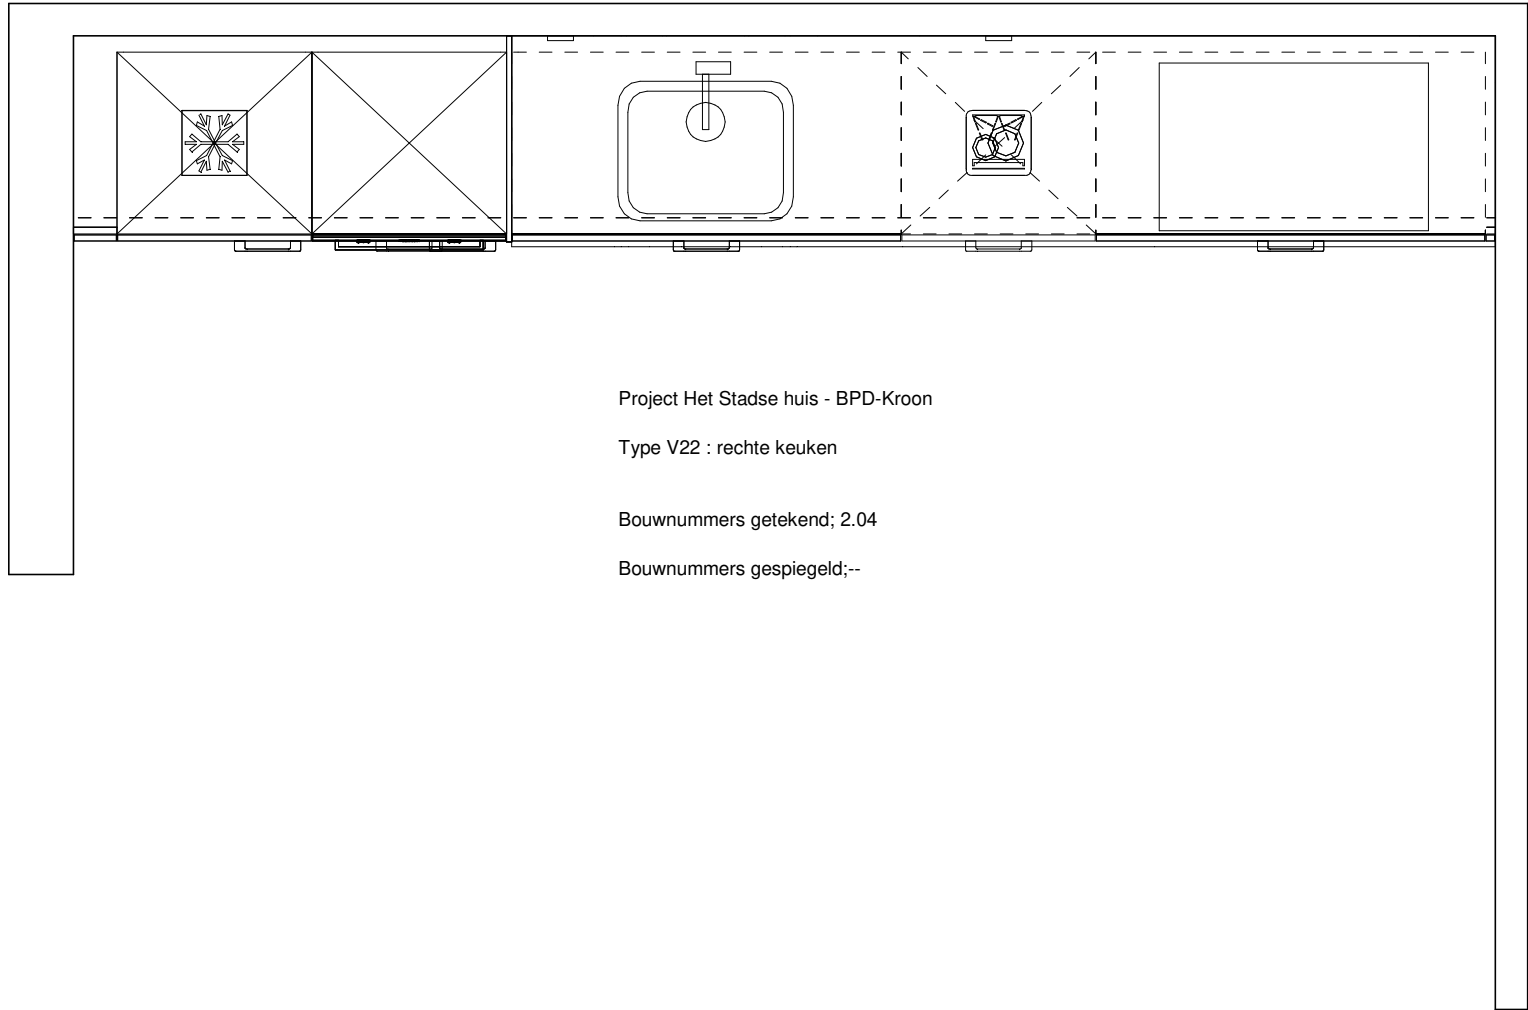 Project Het Stadse huis - BPD-Kroon
Type V22 : rechte keuken
Bouwnummers getekend; 2.04
Bouwnummers gespiegeld;--